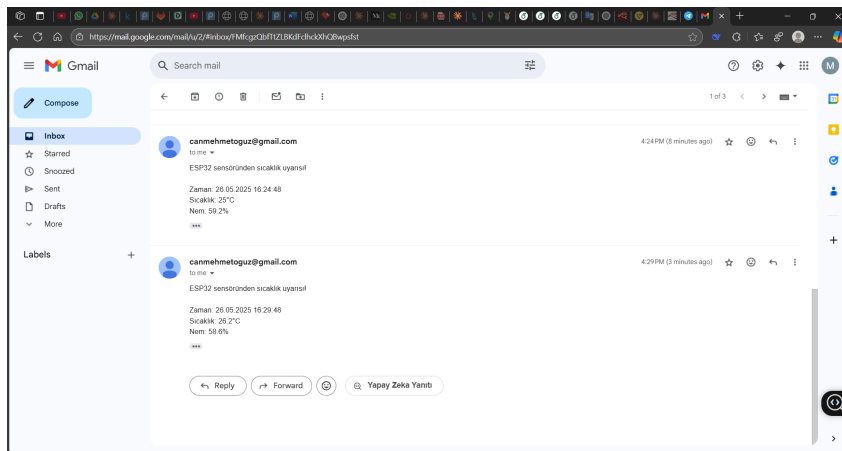 https://mail.google.com/mail/u/2/#inbox/FMfcgzQbfTtZLBKdFclhckXhQBwpsfst
Gmail
Search mail
M
Compose
1 of 3
Inbox
Starred
Snoozed
Sent
Drafts
More
Labels
canmehmetoguz@gmail.com
4:24 PM (8 minutes ago)
to me
ESP32 sensöründen sıcaklık uyarısı!
Zaman: 26.05.2025 16:24:48
Sıcaklık: 25°C
Nem: 59.2%
canmehmetoguz@gmail.com
4:29 PM (3 minutes ago)
to me
ESP32 sensöründen sıcaklık uyarısı!
Zaman: 26.05.2025 16:29:48
Sıcaklık: 26.2°C
Nem: 58.6%
Reply
Forward
Yapay Zeka Yanıtı